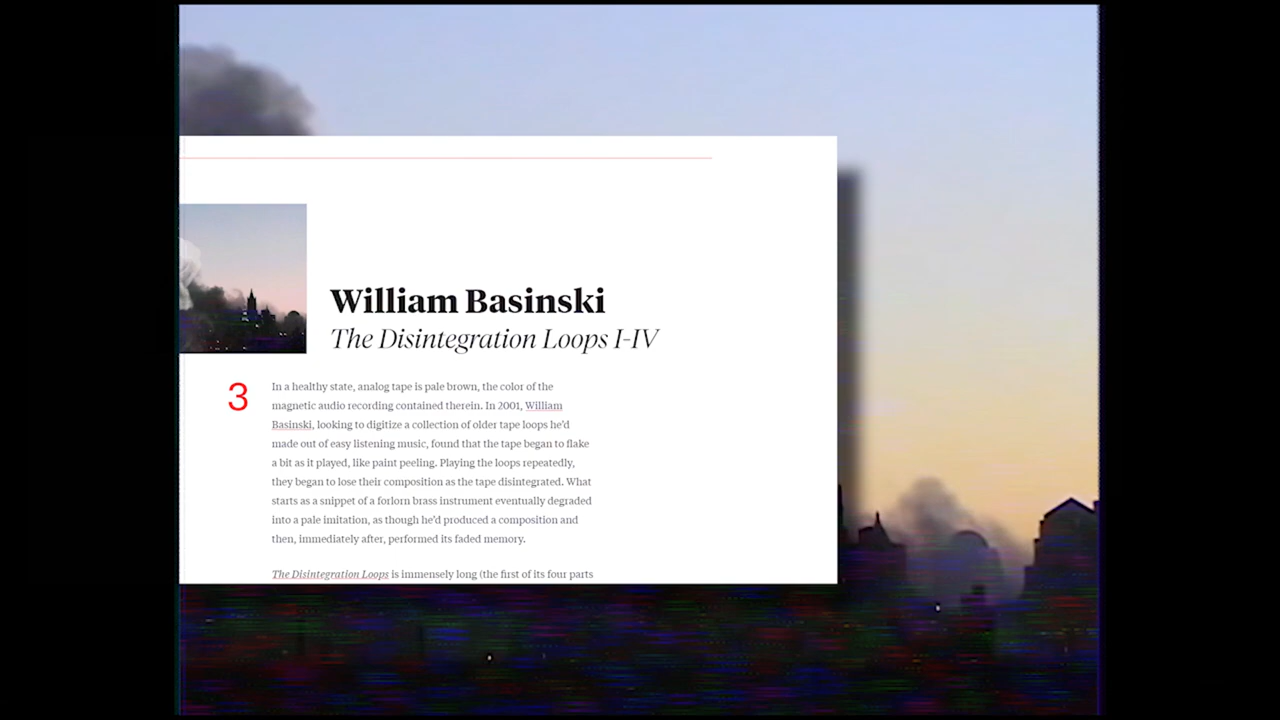 William Basinski
The Disintegration Loops I-IV
3
In a healthy state, analog tape is pale brown, the color of the
magnetic audio recording contained therein. In 2001, William
Basinski, looking to digitize a collection of older tape loops he’d
made out of easy listening music, found that the tape began to flake
a bit as it played, like paint peeling. Playing the loops repeatedly,
they began to lose their composition as the tape disintegrated. What
starts as a snippet of a forlorn brass instrument eventually degraded
into a pale imitation, as though he’d produced a composition and
then, immediately after, performed its faded memory.
The Disintegration Loops is immensely long (the first of its four parts